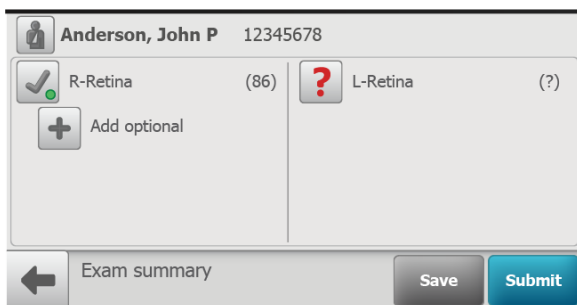 Anderson, John P 12345678
R-Retina (86)
Add optional
? L-Retina (?)
Exam summary
Save
Submit